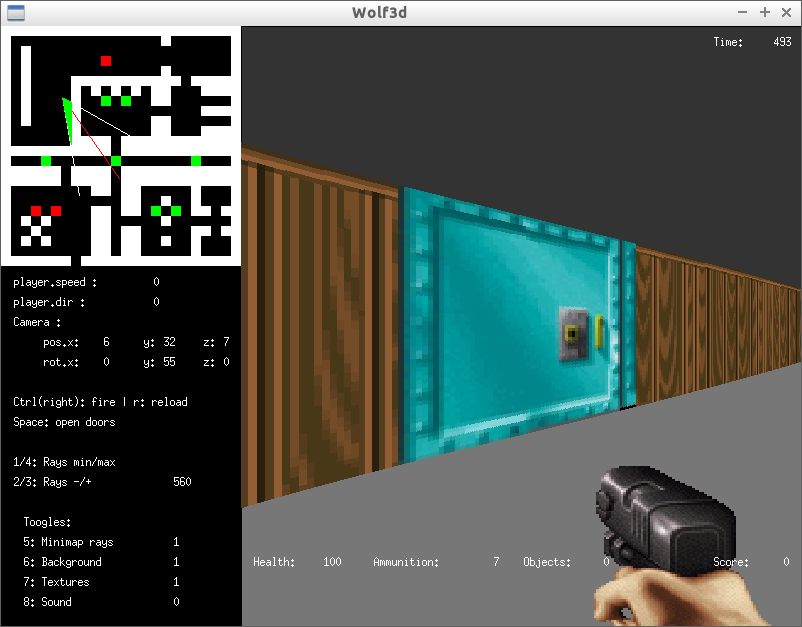 Wolf3d
Time: 493
player.speed : 0
player.dir : 0
Camera :
pos.x: 6 y: 32 z: 7
rot.x: 0 y: 55 z: 0
Ctrl(right): fire | r: reload
Space: open doors
1/4: Rays min/max
2/3: Rays -/+ 560
Toogles:
5: Minimap rays 1
6: Background 1
7: Textures 1
8: Sound 0
Health: 100 Ammunition: 7 Objects: 0 Score: 0